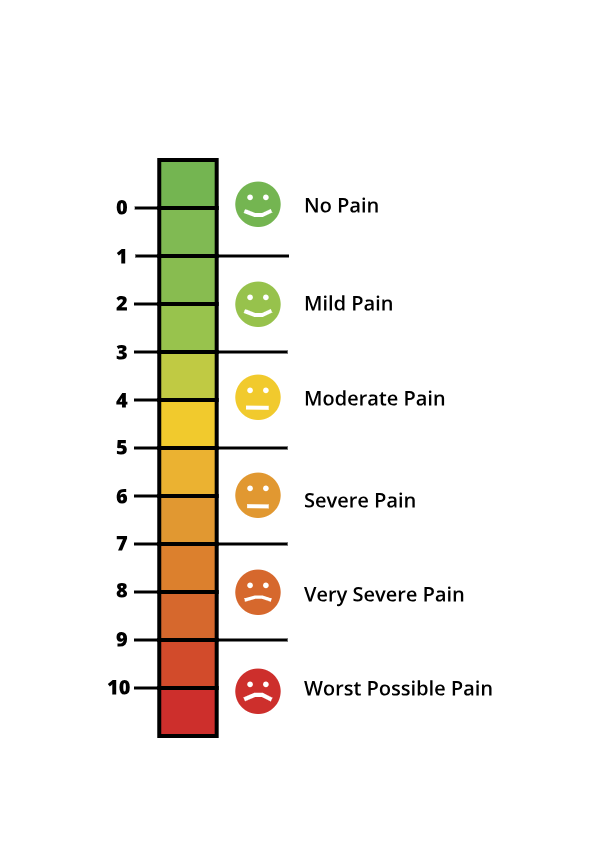 0 No Pain
1
2 Mild Pain
3
4 Moderate Pain
5
6 Severe Pain
7
8 Very Severe Pain
9
10 Worst Possible Pain